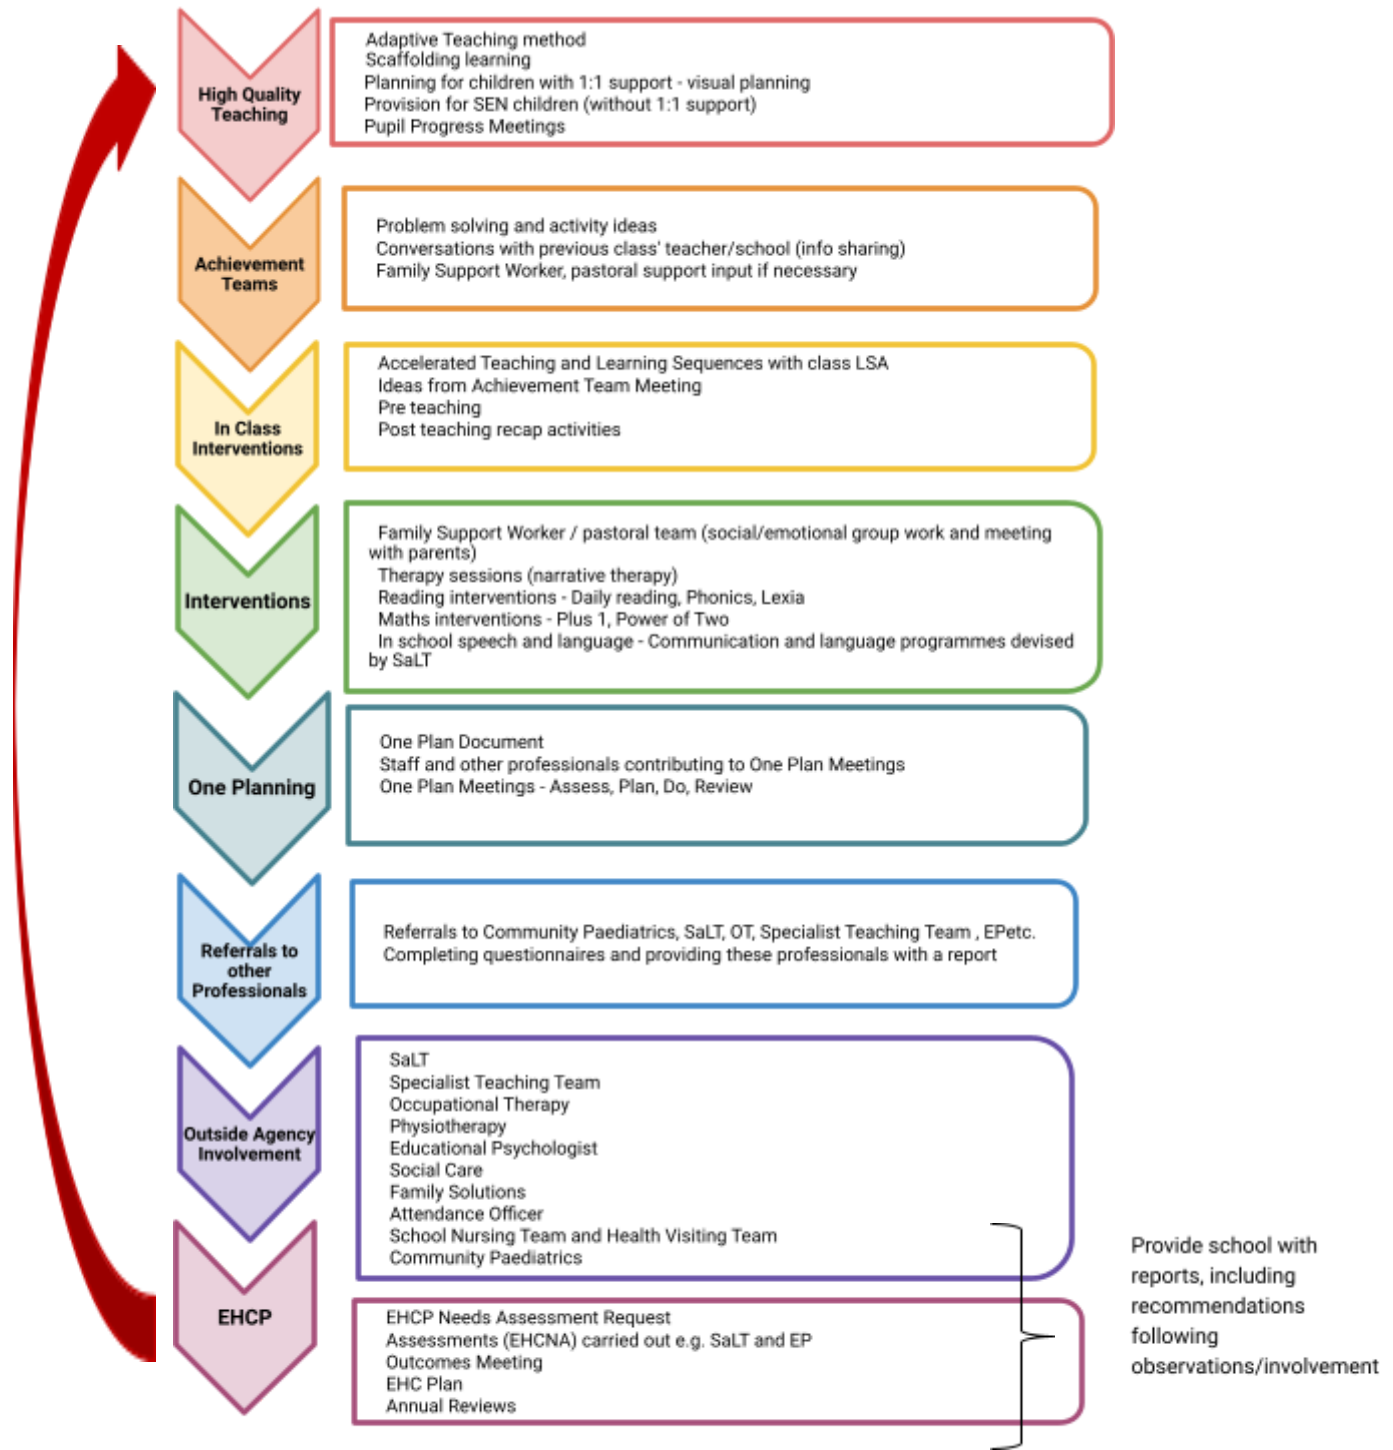 High Quality
Teaching
Adaptive Teaching method
Scaffolding learning
Planning for children with 1:1 support - visual planning
Provision for SEN children (without 1:1 support)
Pupil Progress Meetings
Achievement
Teams
Problem solving and activity ideas
Conversations with previous class' teacher/school (info sharing)
Family Support Worker, pastoral support input if necessary
In Class
Interventions
Accelerated Teaching and Learning Sequences with class LSA
Ideas from Achievement Team Meeting
Pre teaching
Post teaching recap activities
Interventions
Family Support Worker / pastoral team (social/emotional group work and meeting
with parents)
Therapy sessions (narrative therapy)
Reading interventions - Daily reading, Phonics, Lexia
Maths interventions - Plus 1, Power of Two
In school speech and language - Communication and language programmes devised
by SaLT
One Planning
One Plan Document
Staff and other professionals contributing to One Plan Meetings
One Plan Meetings - Assess, Plan, Do, Review
Referrals to
other
Professionals
Referrals to Community Paediatrics, SaLT, OT, Specialist Teaching Team , EPetc.
Completing questionnaires and providing these professionals with a report
Outside Agency
Involvement
SaLT
Specialist Teaching Team
Occupational Therapy
Physiotherapy
Educational Psychologist
Social Care
Family Solutions
Attendance Officer
School Nursing Team and Health Visiting Team
Community Paediatrics
EHCP
EHCP Needs Assessment Request
Assessments (EHCNA) carried out e.g. SaLT and EP
Outcomes Meeting
EHC Plan
Annual Reviews
Provide school with
reports, including
recommendations
following
observations/involvement